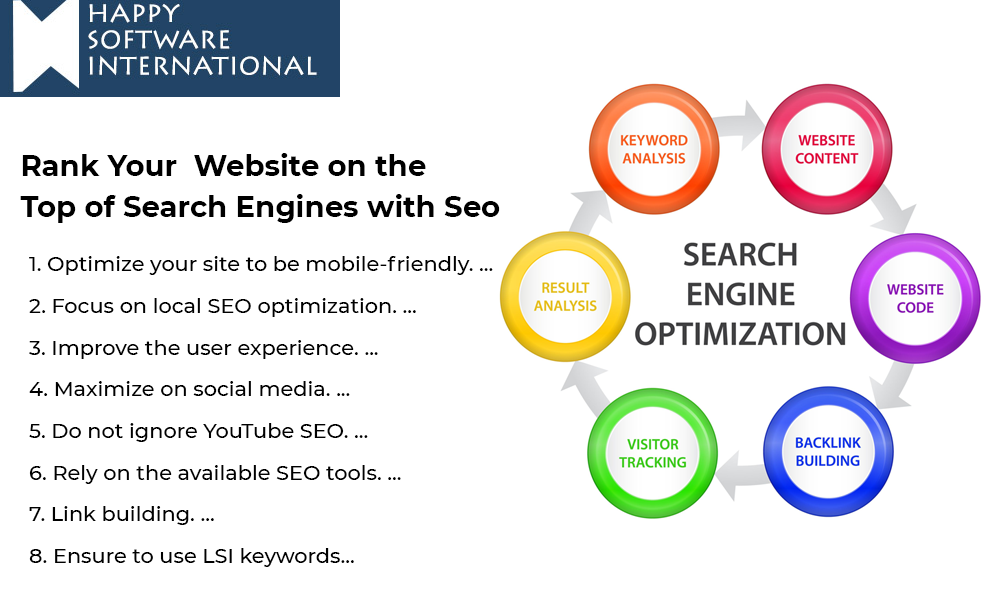 HAPPY
SOFTWARE
INTERNATIONAL
Rank Your  Website on the
Top of Search Engines with Seo
1. Optimize your site to be mobile-friendly. ...
2. Focus on local SEO optimization. ...
3. Improve the user experience. ...
4. Maximize on social media. ...
5. Do not ignore YouTube SEO. ...
6. Rely on the available SEO tools. ...
7. Link building. ...
8. Ensure to use LSI keywords...
SEARCH
ENGINE
OPTIMIZATION
KEYWORD
ANALYSIS
WEBSITE
CONTENT
WEBSITE
CODE
BACKLINK
BUILDING
VISITOR
TRACKING
RESULT
ANALYSIS